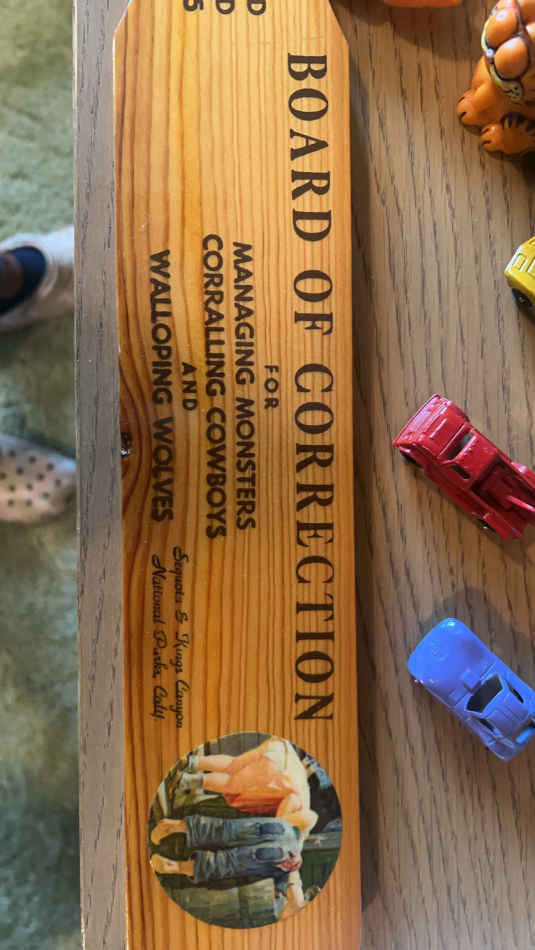 BOARD OF CORRECTION
FOR
MANAGING MONSTERS
CORRALLING COWBOYS
AND
WALLOPING WOLVES
Sequoia & Kings Canyon
National Parks, Calif.